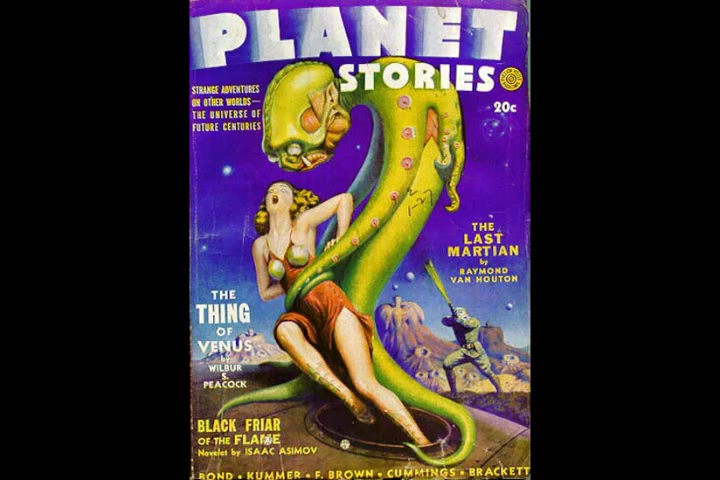 PLANET
STORIES
20c
STRANGE ADVENTURES
ON OTHER WORLDS—
THE UNIVERSE OF
FUTURE CENTURIES
1-27
THE
LAST
MARTIAN
by
RAYMOND
VAN HOUTON
THE
THING
OF
VENUS
by
WILBUR
S.
PEACOCK
BLACK FRIAR
OF THE FLAME
Novelet by ISAAC ASIMOV
BOND • KUMMER • F. BROWN • CUMMINGS • BRACKETT